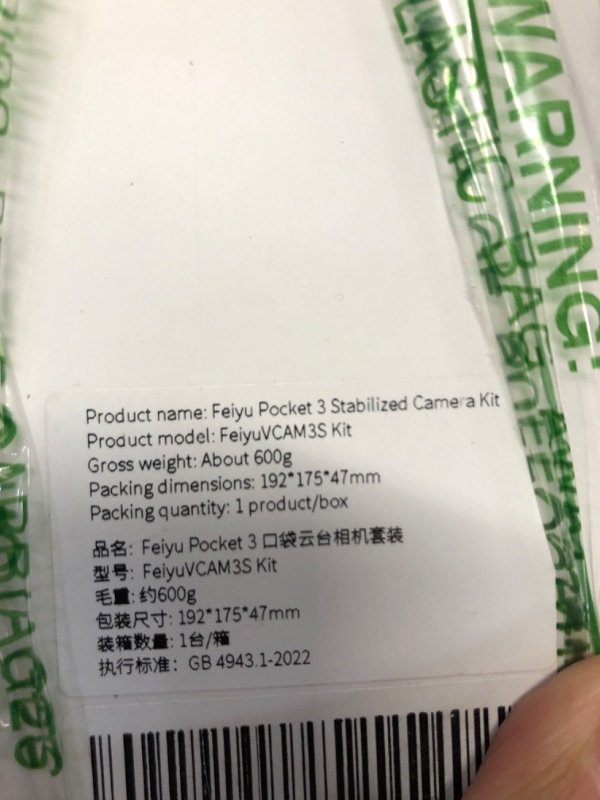 WARNING:
Product name: Feiyu Pocket 3 Stabilized Camera Kit
Product model: FeiyuVCAM3S Kit
Gross weight: About 600g
Packing dimensions: 192*175*47mm
Packing quantity: 1 product/box
品名: Feiyu Pocket 3 口袋云台相机套装
型号: FeiyuVCAM3S Kit
毛重: 约600g
包装尺寸: 192*175*47mm
装箱数量: 1台/箱
执行标准: GB 4943.1-2022